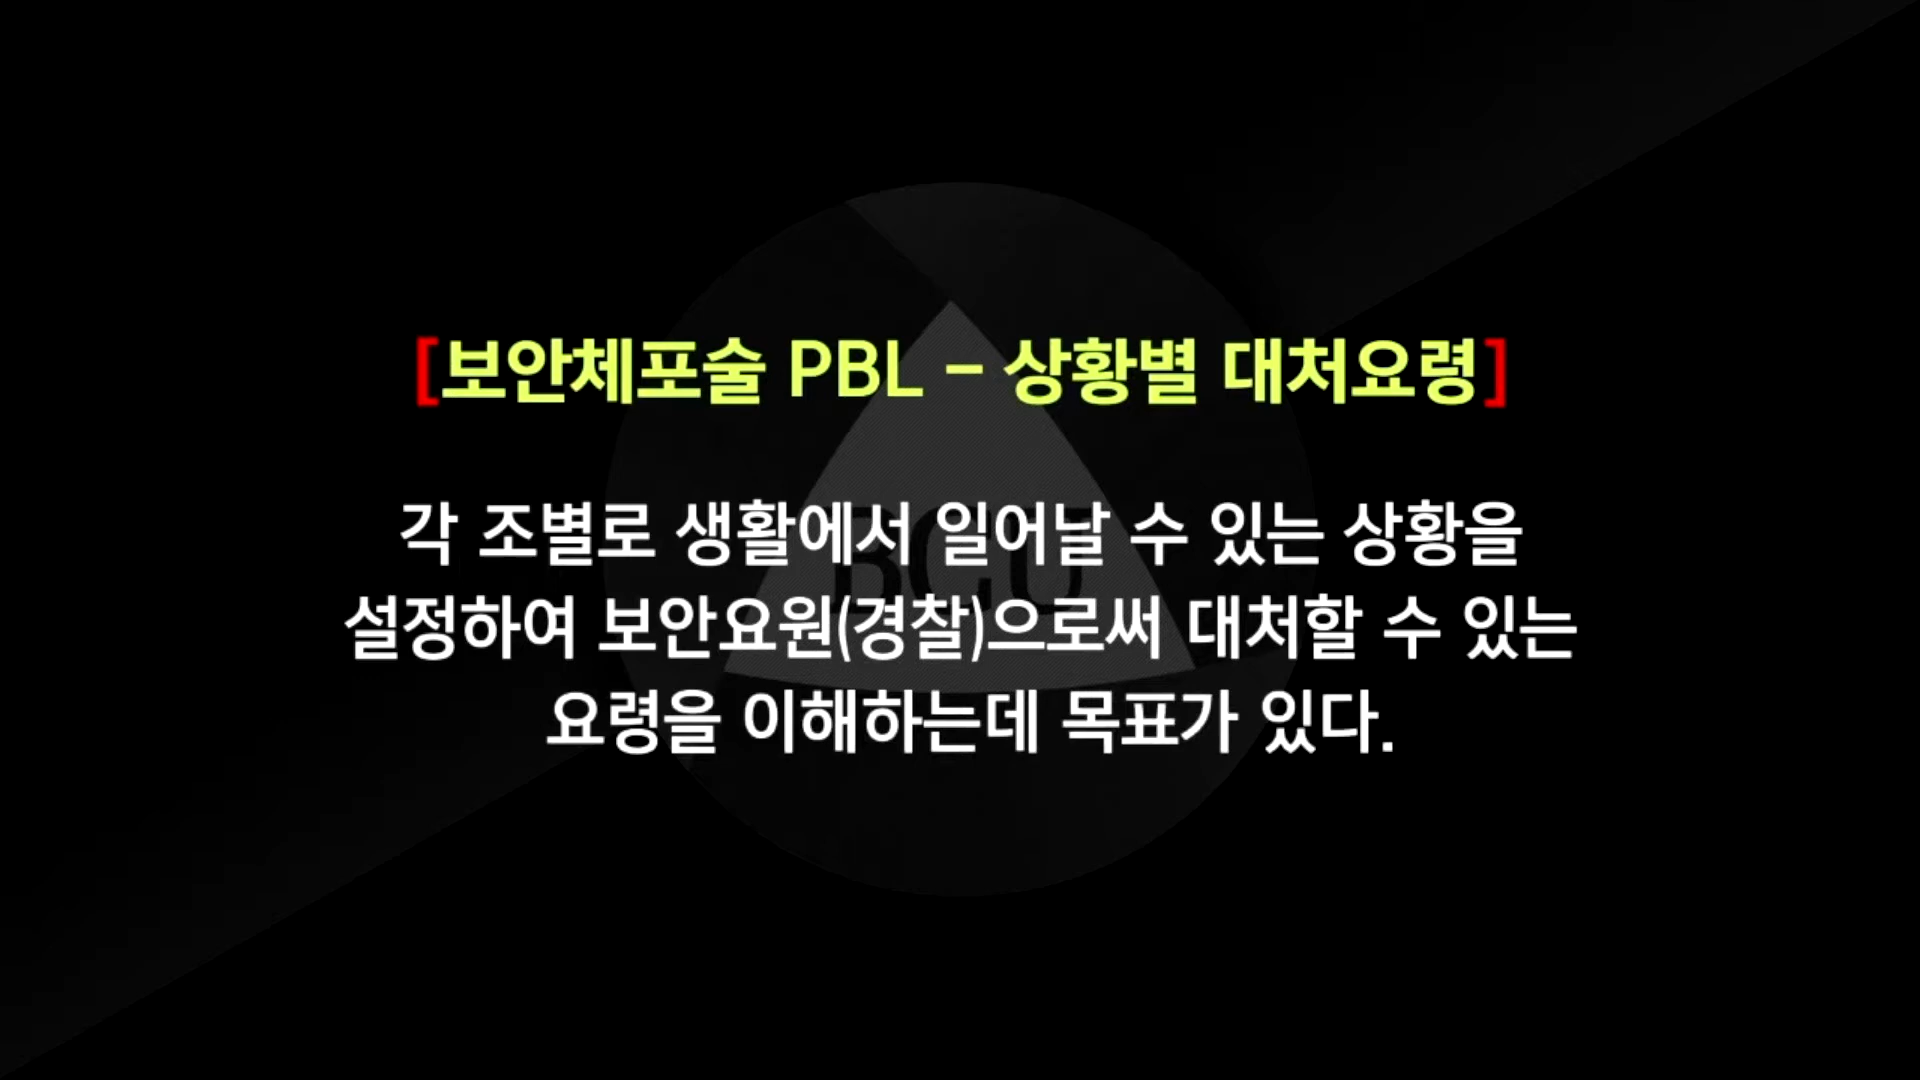 [보안체포술 PBL - 상황별 대처요령]
각 조별로 생활에서 일어날 수 있는 상황을
설정하여 보안요원(경찰)으로써 대처할 수 있는
요령을 이해하는데 목표가 있다.
BCU